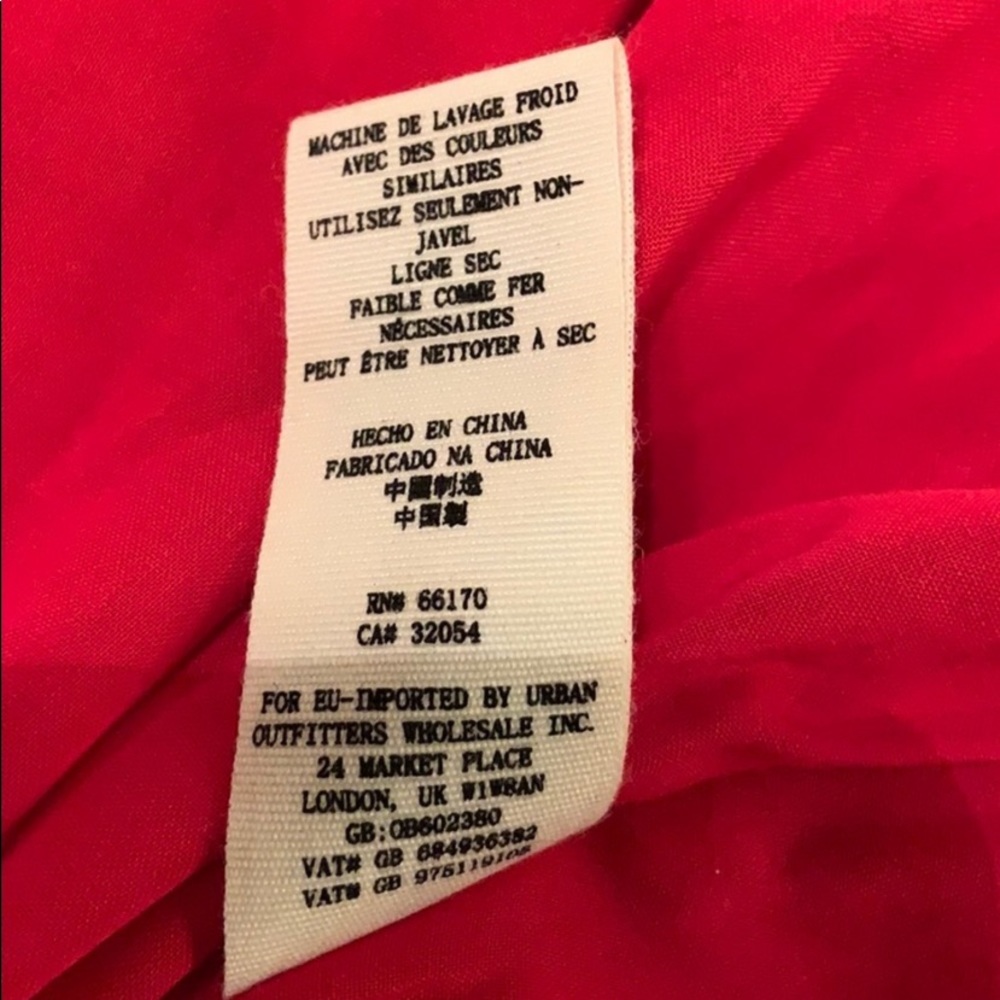 MACHINE DE LAVAGE FROID
AVEC DES COULEURS
SIMILAIRES
UTILISEZ SEULEMENT NON-
JAVEL
LIGNE SEC
FAIBLE COMME FER
NÉCESSAIRES
PEUT ÊTRE NETTOYER À SEC
HECHO EN CHINA
FABRICADO NA CHINA
中國制造
中国製
RN# 66170
CA# 32054
FOR EU-IMPORTED BY URBAN
OUTFITTERS WHOLESALE INC.
24 MARKET PLACE
LONDON, UK W1W8AN
GB:OB602380
VAT# GB 684936382
VAT# GB